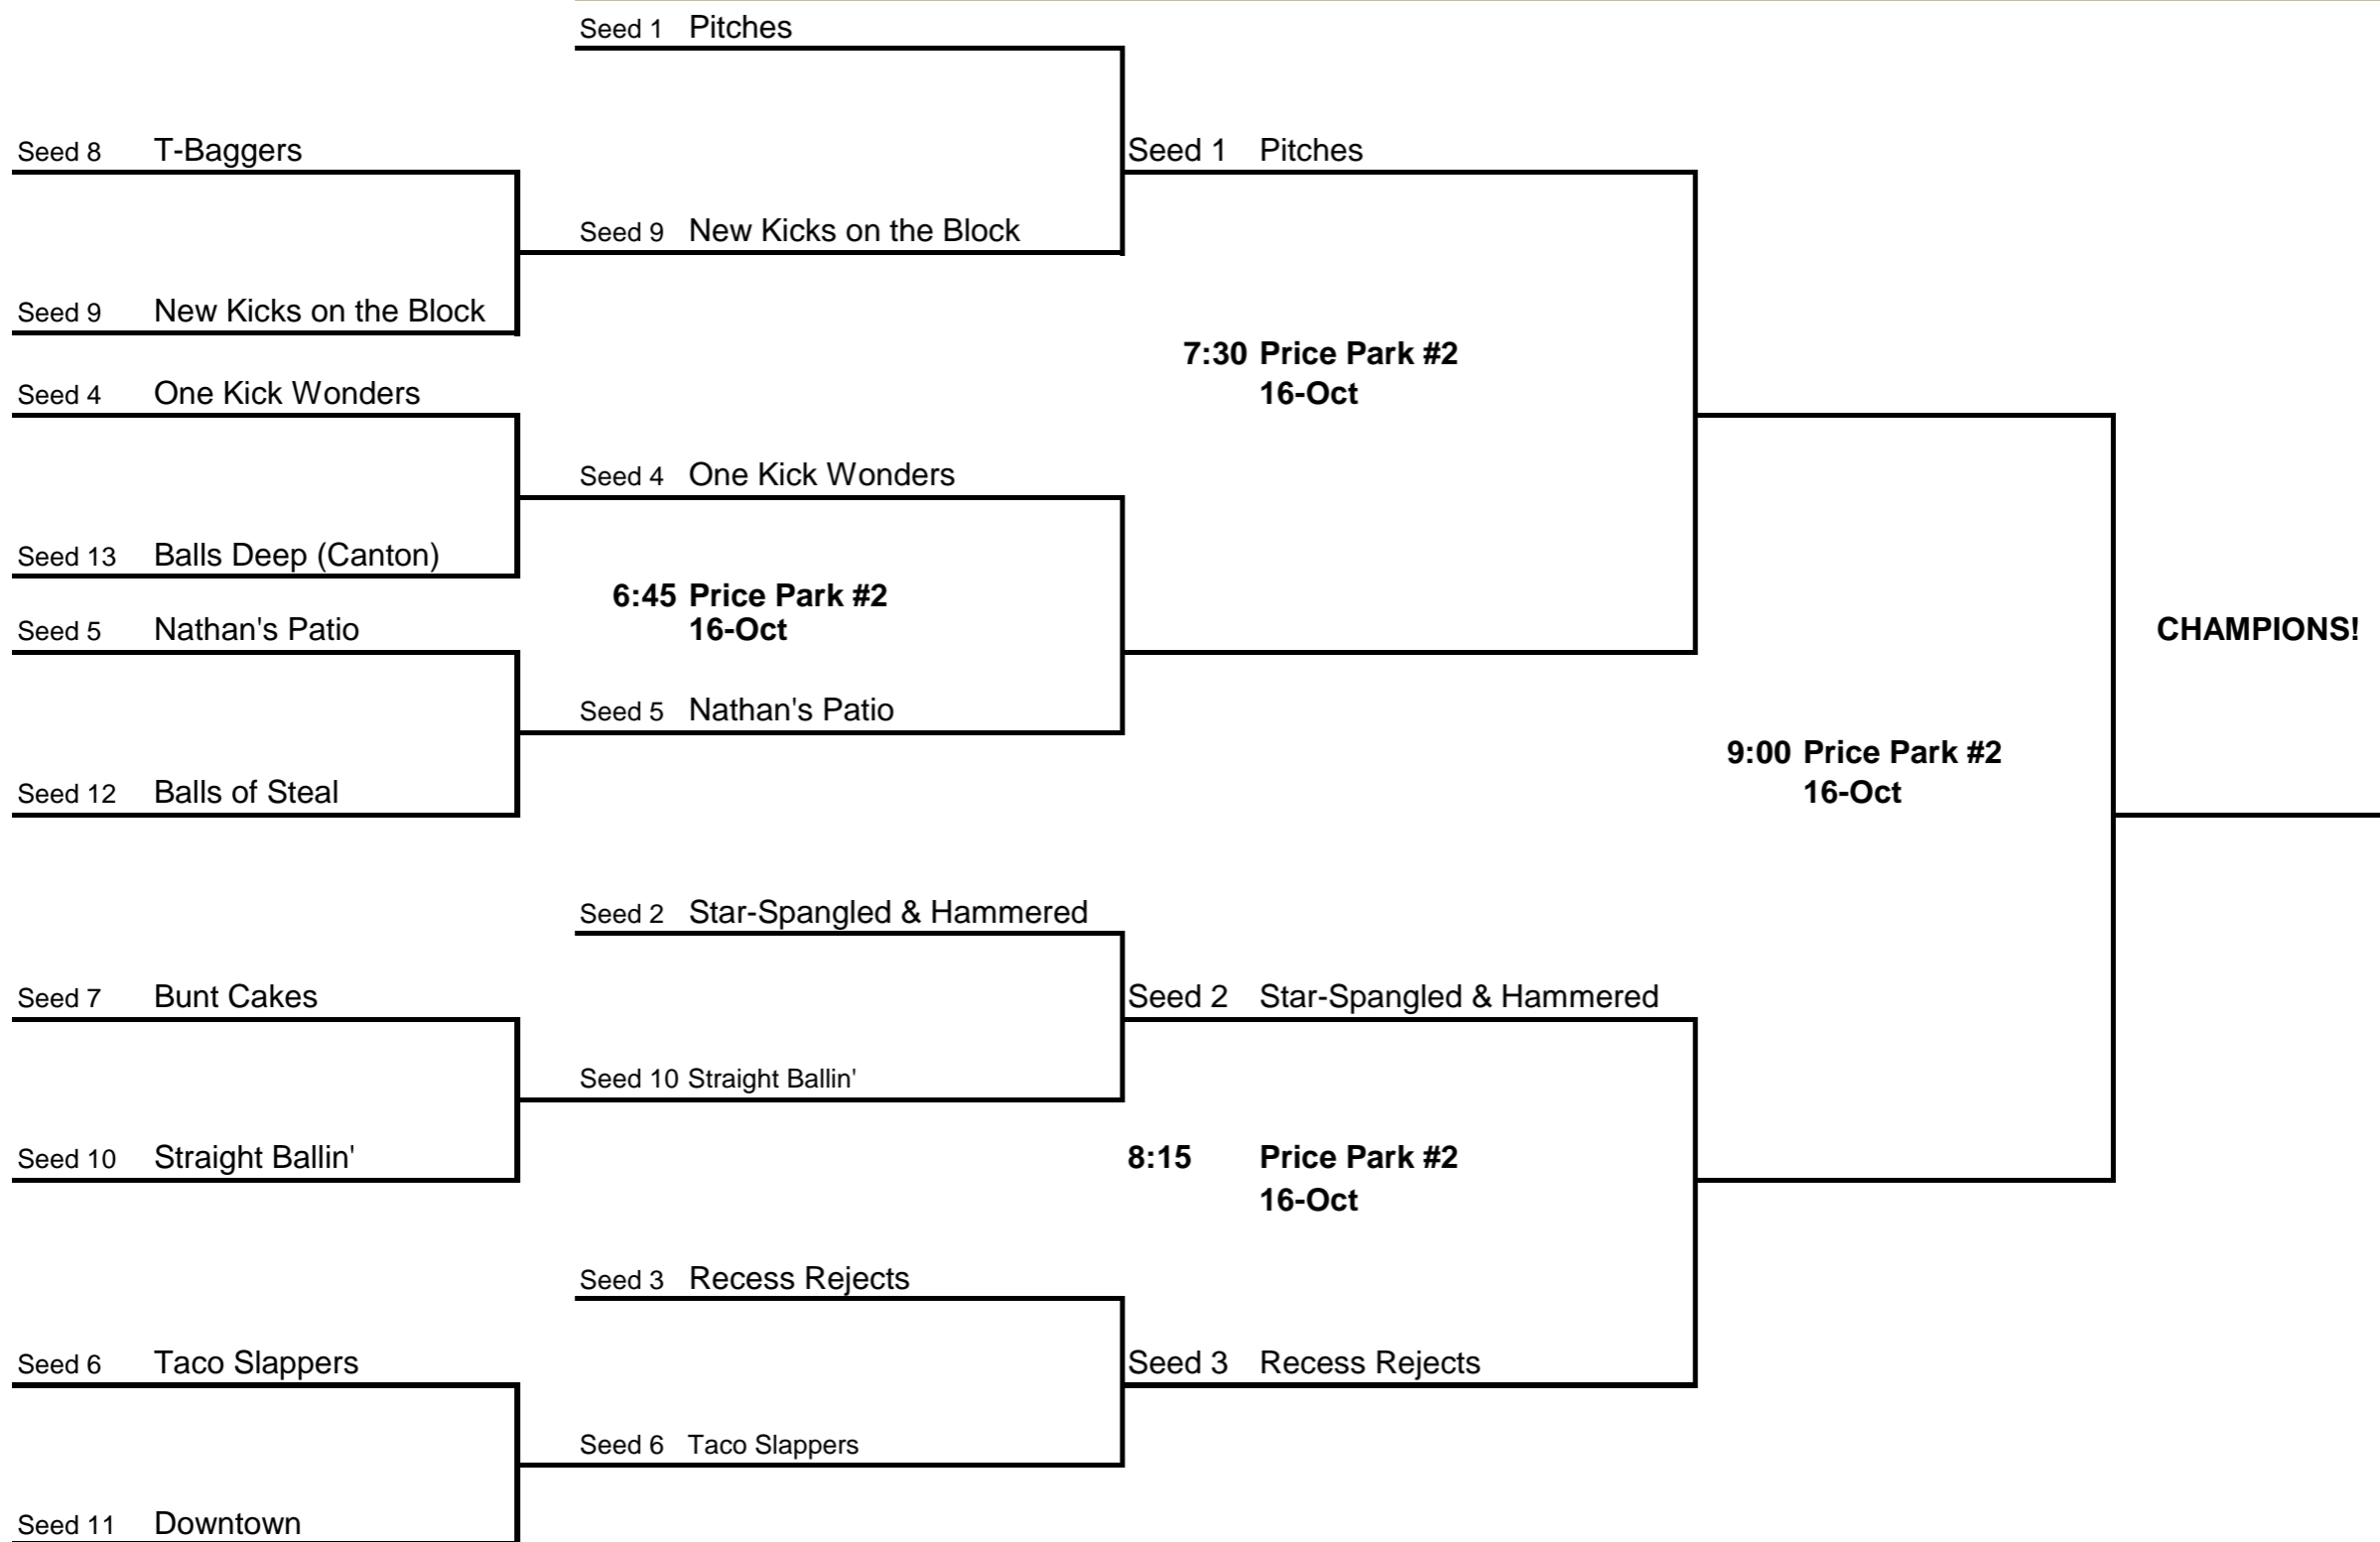 Seed 1 Pitches
Seed 8 T-Baggers
Seed 1 Pitches
Seed 9 New Kicks on the Block
Seed 9 New Kicks on the Block
7:30 Price Park #2
16-Oct
Seed 4 One Kick Wonders
Seed 4 One Kick Wonders
Seed 13 Balls Deep (Canton)
6:45 Price Park #2
16-Oct
Seed 5 Nathan's Patio
CHAMPIONS!
Seed 5 Nathan's Patio
9:00 Price Park #2
16-Oct
Seed 12 Balls of Steal
Seed 2 Star-Spangled & Hammered
Seed 7 Bunt Cakes
Seed 2 Star-Spangled & Hammered
Seed 10 Straight Ballin'
Seed 10 Straight Ballin'
8:15 Price Park #2
16-Oct
Seed 3 Recess Rejects
Seed 6 Taco Slappers
Seed 3 Recess Rejects
Seed 6 Taco Slappers
Seed 11 Downtown